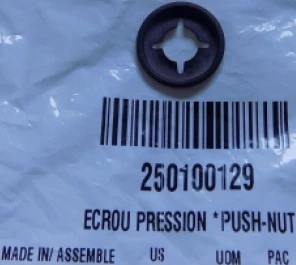 250100129
ECROU PRESSION *PUSH-NUT
MADE IN/ ASSEMBLE US UOM PAC